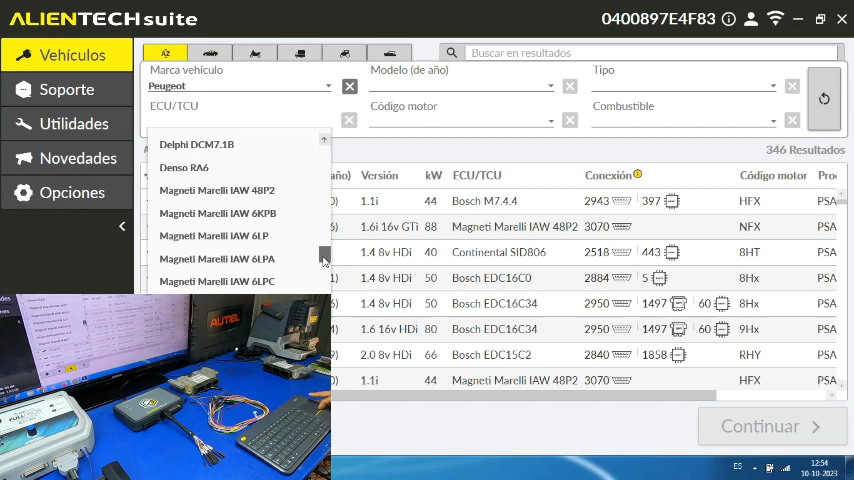 ALIENTECH suite
0400897E4F83
Vehículos
Soporte
Utilidades
Novedades
Opciones
AZ
Buscar en resultados
Marca vehículo
Peugeot
Modelo (de año)
Tipo
ECU/TCU
Código motor
Combustible
346 Resultados
Delphi DCM7.1B
Denso RA6
Magneti Marelli IAW 48P2
Magneti Marelli IAW 6KPB
Magneti Marelli IAW 6LP
Magneti Marelli IAW 6LPA
Magneti Marelli IAW 6LPC
año) Versión kW ECU/TCU Conexión Código motor Pro
1.1i 44 Bosch M7.4.4 2943 397 HFX PSA
1.6i 16v GTi 88 Magneti Marelli IAW 48P2 3070 NFX PSA
1.4 8v HDi 40 Continental SID806 2518 443 8HT PSA
1.4 8v HDi 50 Bosch EDC16C0 2884 5 8Hx PSA
1.4 8v HDi 50 Bosch EDC16C34 2950 1497 60 8Hx PSA
1.6 16v HDi 80 Bosch EDC16C34 2950 1497 60 9Hx PSA
2.0 8v HDi 66 Bosch EDC15C2 2840 1858 RHY PSA
1.1i 44 Magneti Marelli IAW 48P2 3070 HFX PSA
AUTEL
Continuar
ES
12:54
10-10-2023